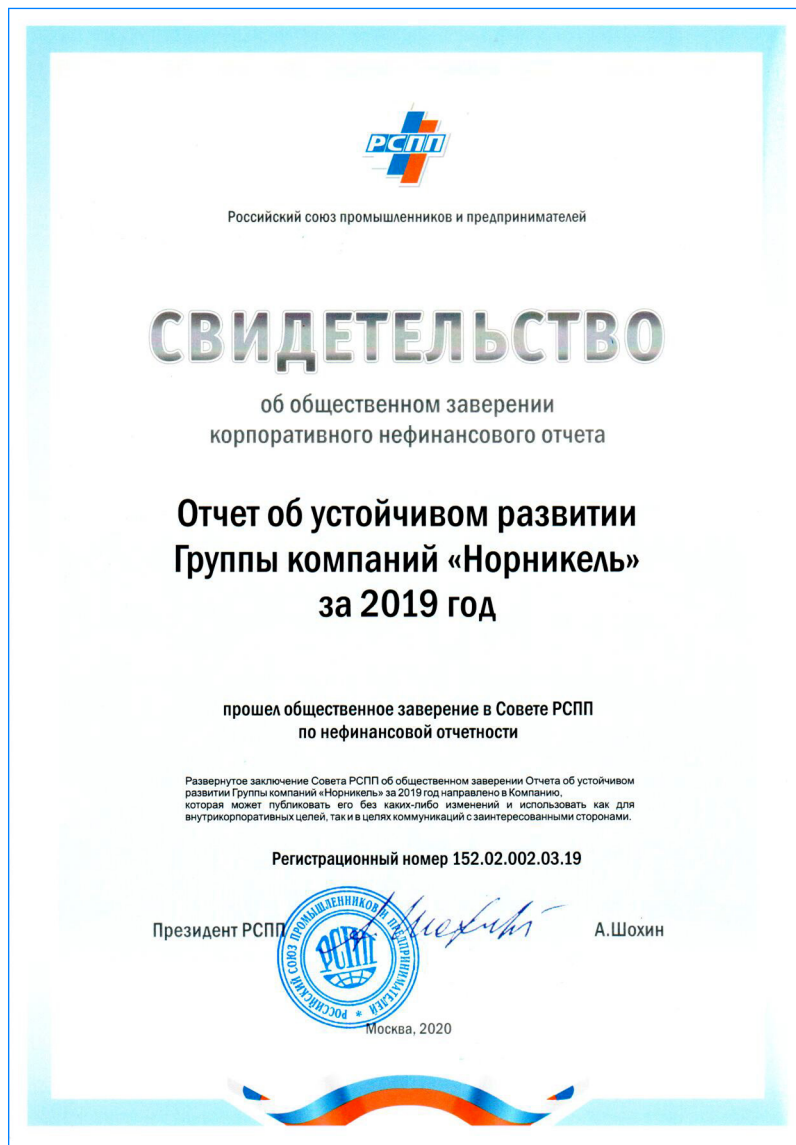 РСПП
Российский союз промышленников и предпринимателей
СВИДЕТЕЛЬСТВО
об общественном заверении
корпоративного нефинансового отчета
Отчет об устойчивом развитии
Группы компаний «Норникель»
за 2019 год
прошел общественное заверение в Совете РСПП
по нефинансовой отчетности
Развернутое заключение Совета РСПП об общественном заверении Отчета об устойчивом
развитии Группы компаний «Норникель» за 2019 год направлено в Компанию,
которая может публиковать его без каких-либо изменений и использовать как для
внутрикорпоративных целей, так и в целях коммуникаций с заинтересованными сторонами.
Регистрационный номер 152.02.002.03.19
Президент РСПП
А.Шохин
РОССИЙСКИЙ СОЮЗ ПРОМЫШЛЕННИКОВ И ПРЕДПРИНИМАТЕЛЕЙ *
РСПП
Москва, 2020